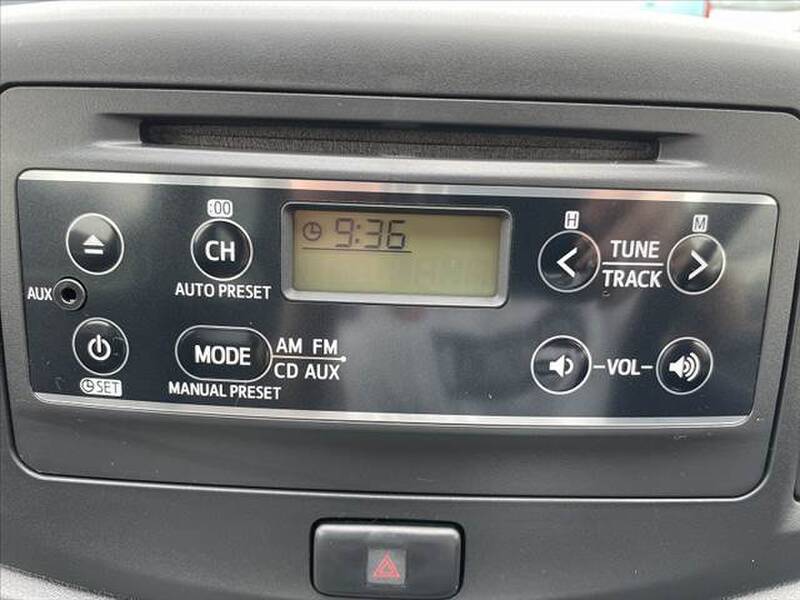 :00
H
M
CH
9:36
TUNE
TRACK
AUTO PRESET
AUX
MODE
AM FM
CD AUX
VOL
SET
MANUAL PRESET